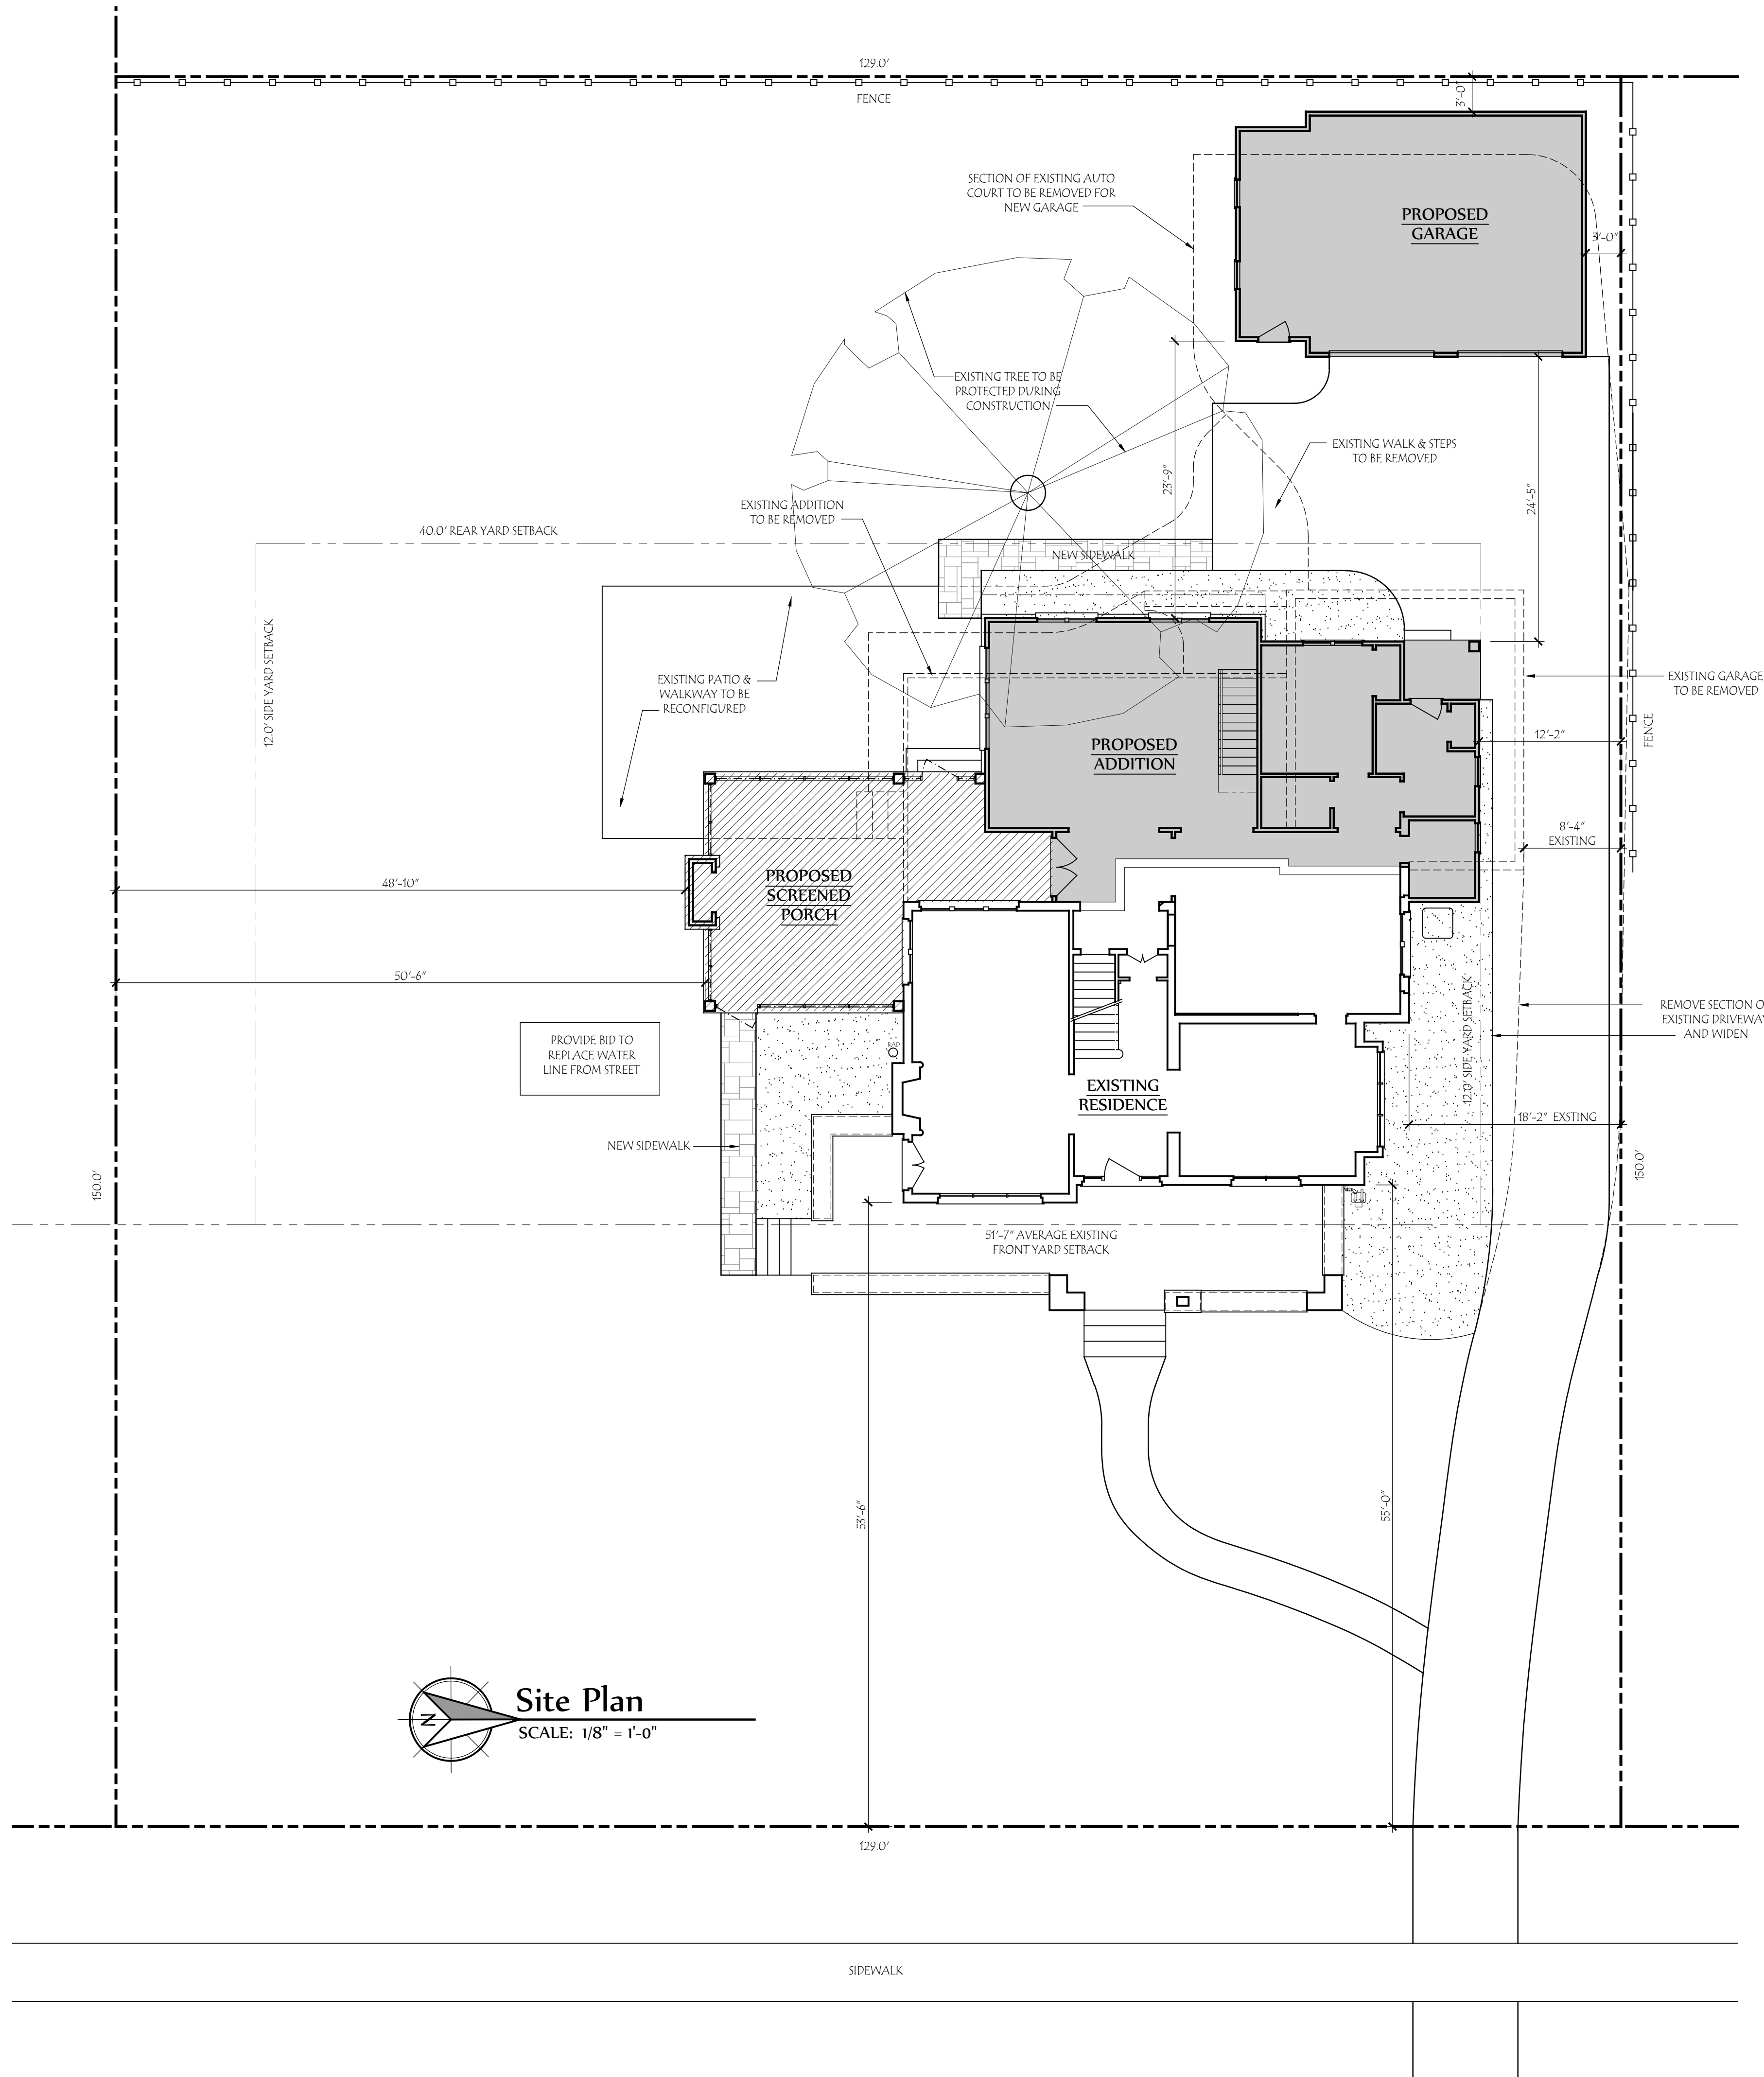 129.0'
FENCE
3'-0"
SECTION OF EXISTING AUTO
COURT TO BE REMOVED FOR
NEW GARAGE
PROPOSED
GARAGE
3'-0"
EXISTING TREE TO BE
PROTECTED DURING
CONSTRUCTION
EXISTING WALK & STEPS
TO BE REMOVED
23'-9"
24'-5"
EXISTING ADDITION
TO BE REMOVED
40.0' REAR YARD SETBACK
NEW SIDEWALK
12.0' SIDE YARD SETBACK
EXISTING PATIO &
WALKWAY TO BE
RECONFIGURED
EXISTING GARAGE
TO BE REMOVED
FENCE
12'-2"
PROPOSED
ADDITION
8'-4"
EXISTING
48'-10"
PROPOSED
SCREENED
PORCH
50'-6"
12.0' SIDE YARD SETBACK
REMOVE SECTION O
EXISTING DRIVEWAY
AND WIDEN
PROVIDE BID TO
REPLACE WATER
LINE FROM STREET
RAD
EXISTING
RESIDENCE
18'-2" EXSTING
NEW SIDEWALK
150.0'
150.0'
51'-7" AVERAGE EXISTING
FRONT YARD SETBACK
53'-6"
55'-0"
N
Site Plan
SCALE: 1/8" = 1'-0"
129.0'
SIDEWALK